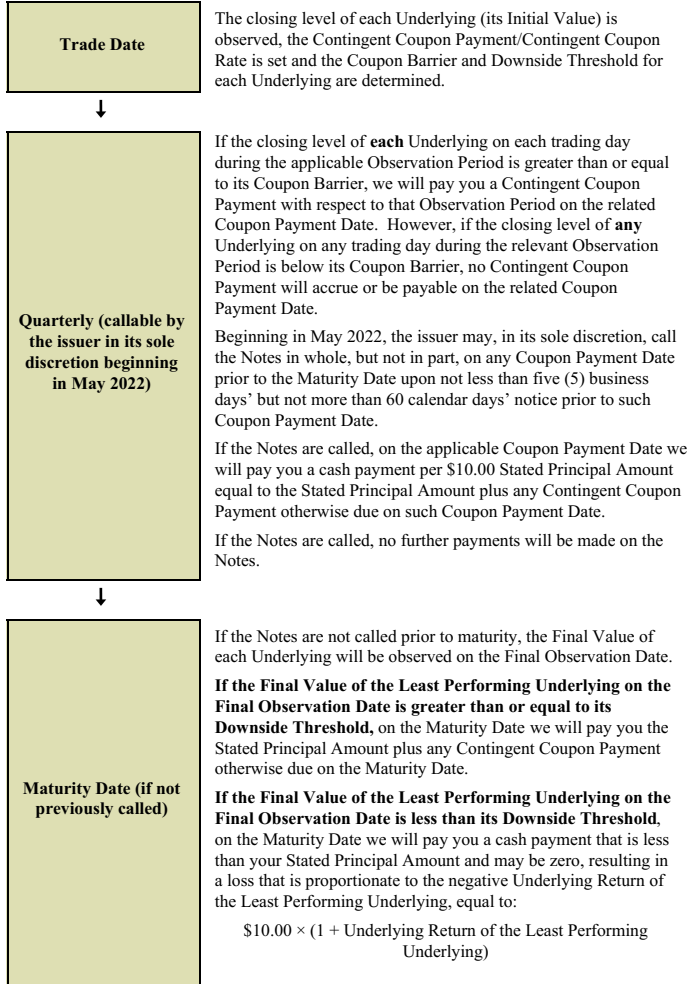 Trade Date
The closing level of each Underlying (its Initial Value) is
observed, the Contingent Coupon Payment/Contingent Coupon
Rate is set and the Coupon Barrier and Downside Threshold for
each Underlying are determined.
↓
Quarterly (callable by
the issuer in its sole
discretion beginning
in May 2022)
If the closing level of each Underlying on each trading day
during the applicable Observation Period is greater than or equal
to its Coupon Barrier, we will pay you a Contingent Coupon
Payment with respect to that Observation Period on the related
Coupon Payment Date. However, if the closing level of any
Underlying on any trading day during the relevant Observation
Period is below its Coupon Barrier, no Contingent Coupon
Payment will accrue or be payable on the related Coupon
Payment Date.
Beginning in May 2022, the issuer may, in its sole discretion, call
the Notes in whole, but not in part, on any Coupon Payment Date
prior to the Maturity Date upon not less than five (5) business
days’ but not more than 60 calendar days’ notice prior to such
Coupon Payment Date.
If the Notes are called, on the applicable Coupon Payment Date we
will pay you a cash payment per $10.00 Stated Principal Amount
equal to the Stated Principal Amount plus any Contingent Coupon
Payment otherwise due on such Coupon Payment Date.
If the Notes are called, no further payments will be made on the
Notes.
↓
Maturity Date (if not
previously called)
If the Notes are not called prior to maturity, the Final Value of
each Underlying will be observed on the Final Observation Date.
If the Final Value of the Least Performing Underlying on the
Final Observation Date is greater than or equal to its
Downside Threshold, on the Maturity Date we will pay you the
Stated Principal Amount plus any Contingent Coupon Payment
otherwise due on the Maturity Date.
If the Final Value of the Least Performing Underlying on the
Final Observation Date is less than its Downside Threshold,
on the Maturity Date we will pay you a cash payment that is less
than your Stated Principal Amount and may be zero, resulting in
a loss that is proportionate to the negative Underlying Return of
the Least Performing Underlying, equal to:
$10.00 × (1 + Underlying Return of the Least Performing
Underlying)